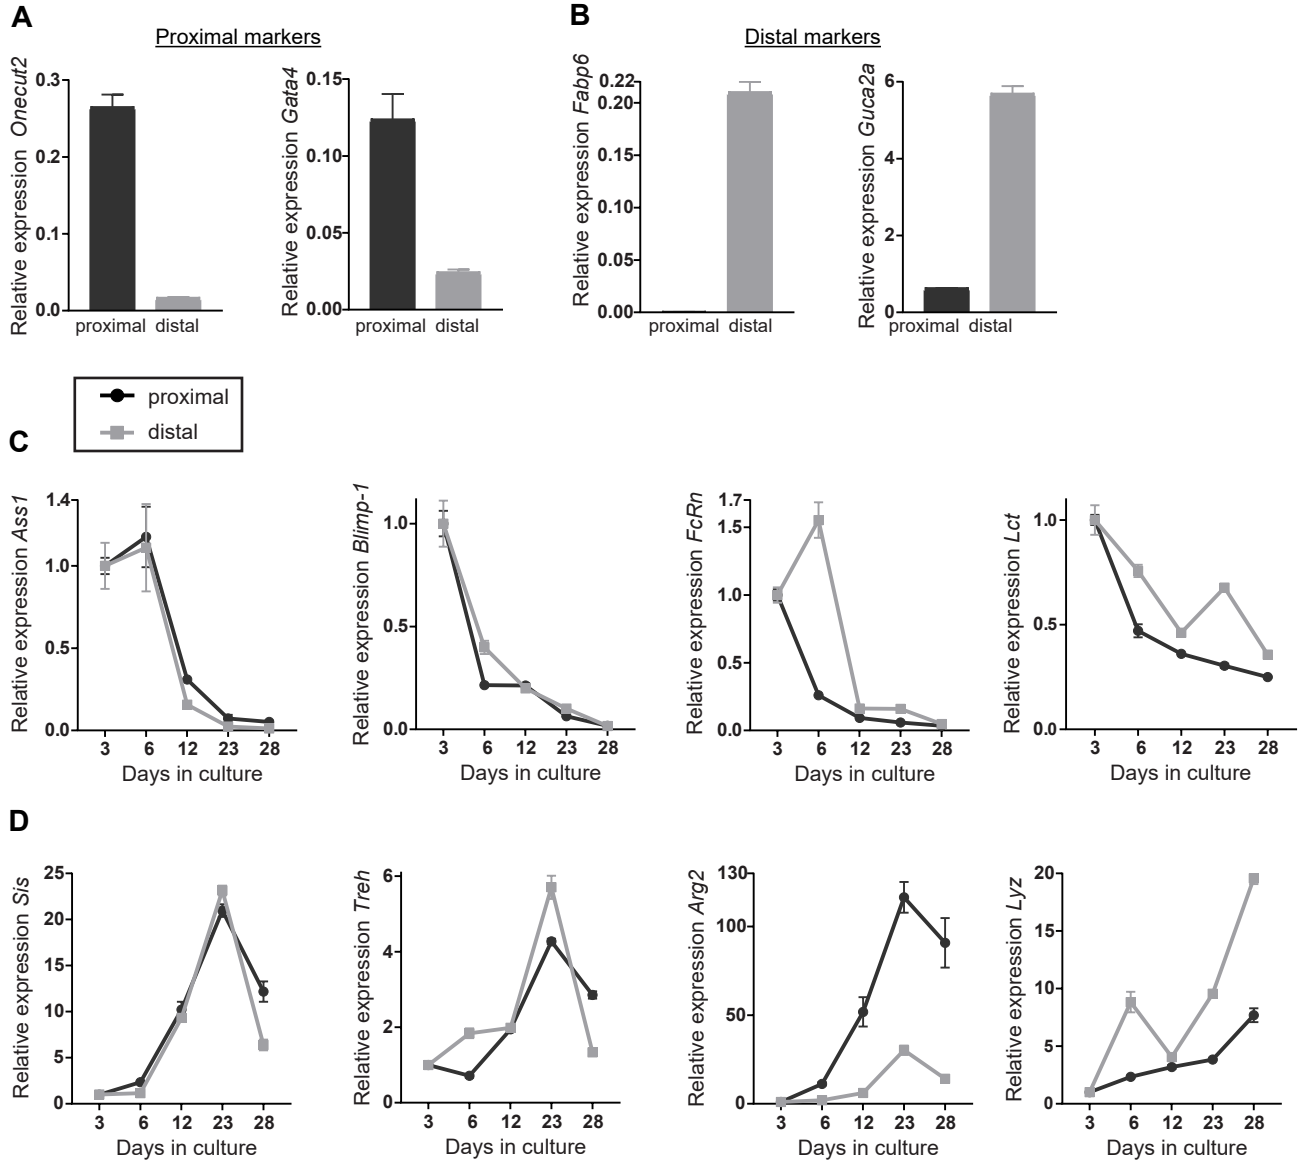 A
B
Proximal markers
Distal markers
Relative expression Onecut2
0.3
0.2
0.1
0.0
proximal distal
Relative expression Gata4
0.15
0.10
0.05
0.00
proximal distal
Relative expression Fabp6
0.22
0.20
0.15
0.10
0.05
0.00
proximal distal
Relative expression Guca2a
6
4
2
0
proximal distal
proximal
distal
C
Relative expression Ass1
1.4
1.0
0.5
0.0
3 6 12 23 28
Days in culture
Relative expression Blimp-1
1.0
0.5
0.0
3 6 12 23 28
Days in culture
Relative expression FcRn
1.7
1.5
1.0
0.5
0.0
3 6 12 23 28
Days in culture
Relative expression Lct
1.0
0.5
0.0
3 6 12 23 28
Days in culture
D
Relative expression Sis
25
20
15
10
5
0
3 6 12 23 28
Days in culture
Relative expression Treh
6
4
2
0
3 6 12 23 28
Days in culture
Relative expression Arg2
130
100
50
0
3 6 12 23 28
Days in culture
Relative expression Lyz
20
15
10
5
0
3 6 12 23 28
Days in culture